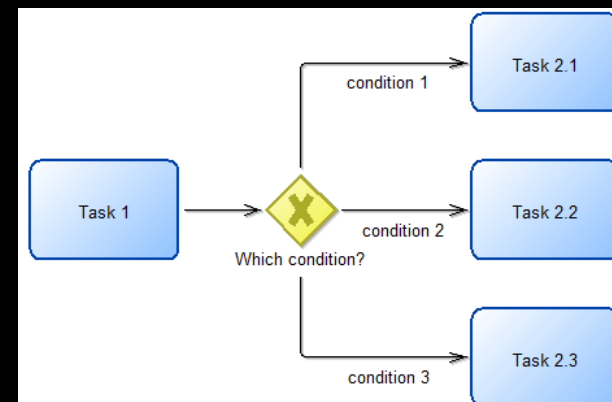 Task 2.1
condition 1
Task 1
Task 2.2
condition 2
Which condition?
Task 2.3
condition 3